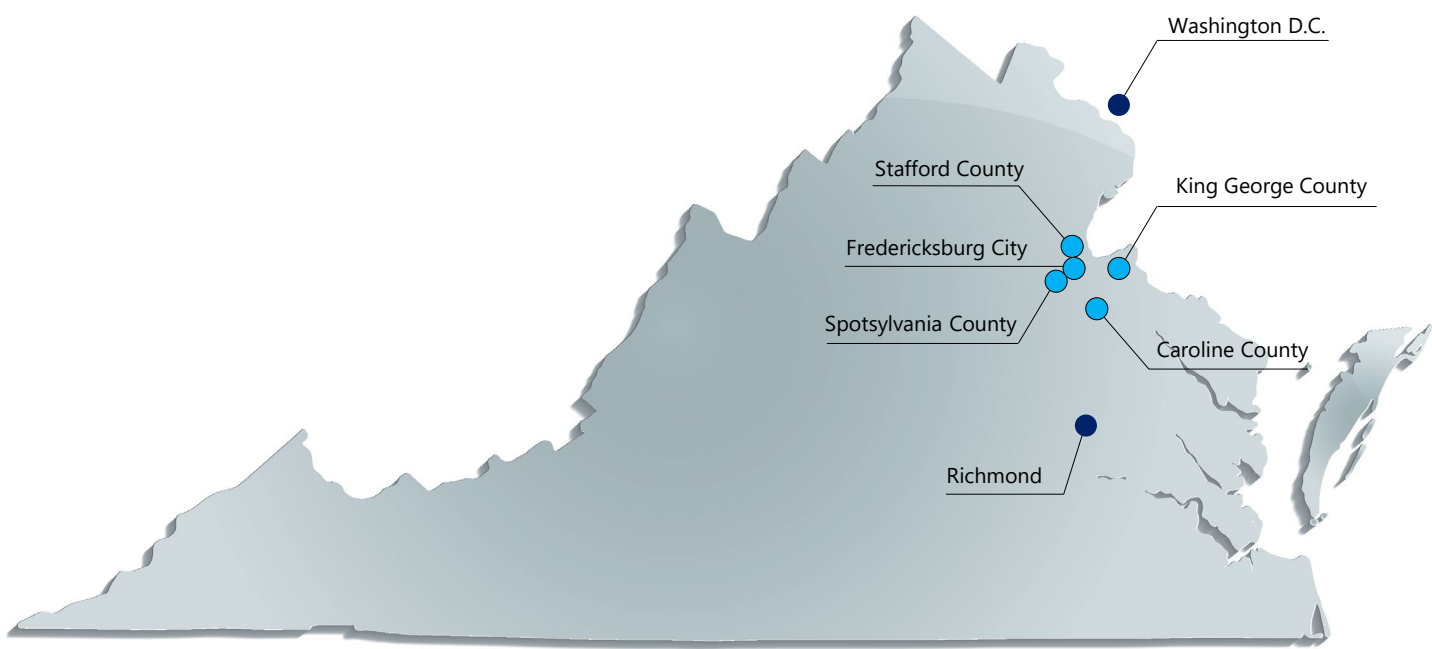 Washington D.C.
Stafford County
King George County
Fredericksburg City
Spotsylvania County
Caroline County
Richmond